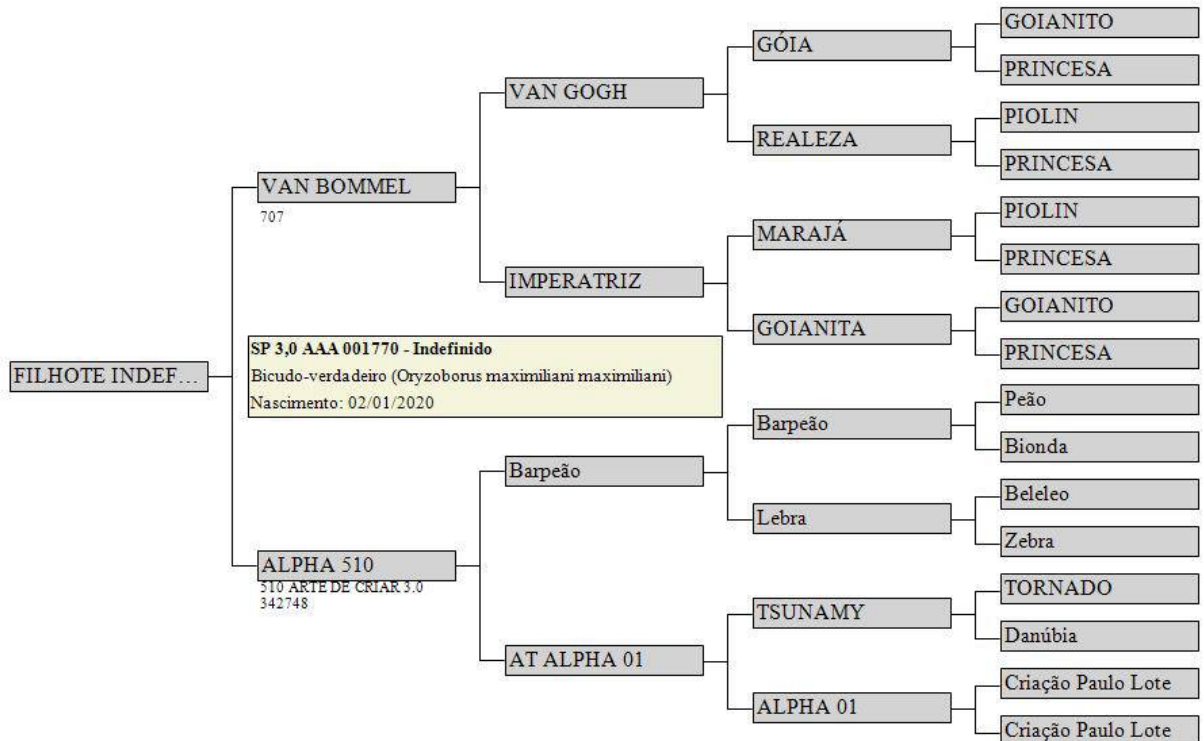 GOIANITO
GÓIA
PRINCESA
VAN GOGH
PIOLIN
REALEZA
PRINCESA
VAN BOMMEL
707
PIOLIN
MARAJÁ
PRINCESA
IMPERATRIZ
GOIANITO
GOIANITA
PRINCESA
SP 3,0 AAA 001770 - Indefinido
Bicudo-verdadeiro (Oryzoborus maximiliani maximiliani)
Nascimento: 02/01/2020
FILHOTE INDEF...
Peão
Barpeão
Bionda
Barpeão
Beleleo
Lebra
Zebra
ALPHA 510
510 ARTE DE CRIAR 3.0
342748
TORNADO
TSUNAMY
Danúbia
AT ALPHA 01
Criação Paulo Lote
ALPHA 01
Criação Paulo Lote